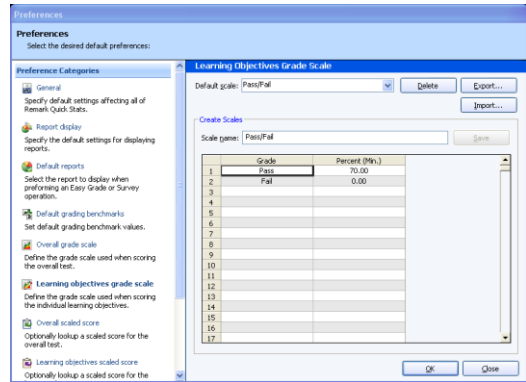 Preferences
Preferences
Select the desired default preferences:
Preference Categories
General
Specify default settings affecting all of
Remark Quick Stats.
Report display
Specify the default settings for displaying
reports.
Default reports
Select the report to display when
preforming an Easy Grade or Survey
operation.
Default grading benchmarks
Set default grading benchmark values.
Overall grade scale
Define the grade scale used when scoring
the overall test.
Learning objectives grade scale
Define the grade scale used when scoring
the individual learning objectives.
Overall scaled score
Optionally lookup a scaled score for the
overall test.
Learning objectives scaled score
Optionally lookup a scaled score for the
Learning Objectives Grade Scale
Default scale: Pass/Fail Delete Export...
Import...
Create Scales
Scale name: Pass/Fail Save
Grade Percent (Min.)
1 Pass 70.00
2 Fail 0.00
3
4
5
6
7
8
9
10
11
12
13
14
15
16
17
OK Close